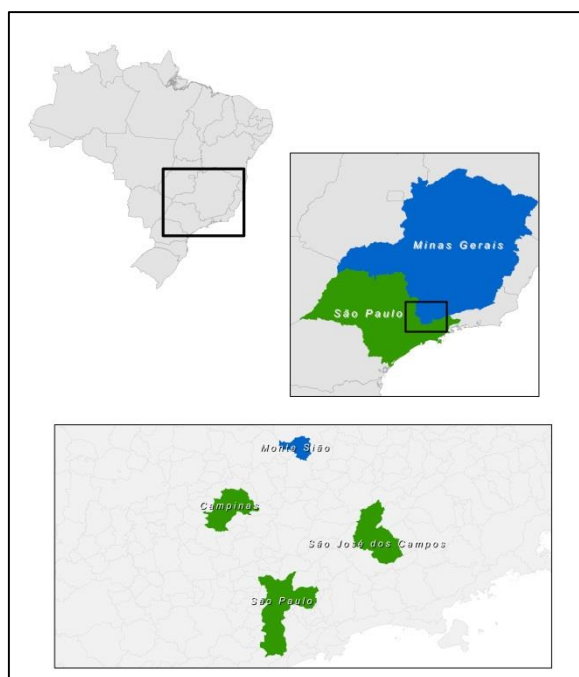 Minas Gerais
São Paulo
Monte Sião
Campinas
São José dos Campos
São Paulo